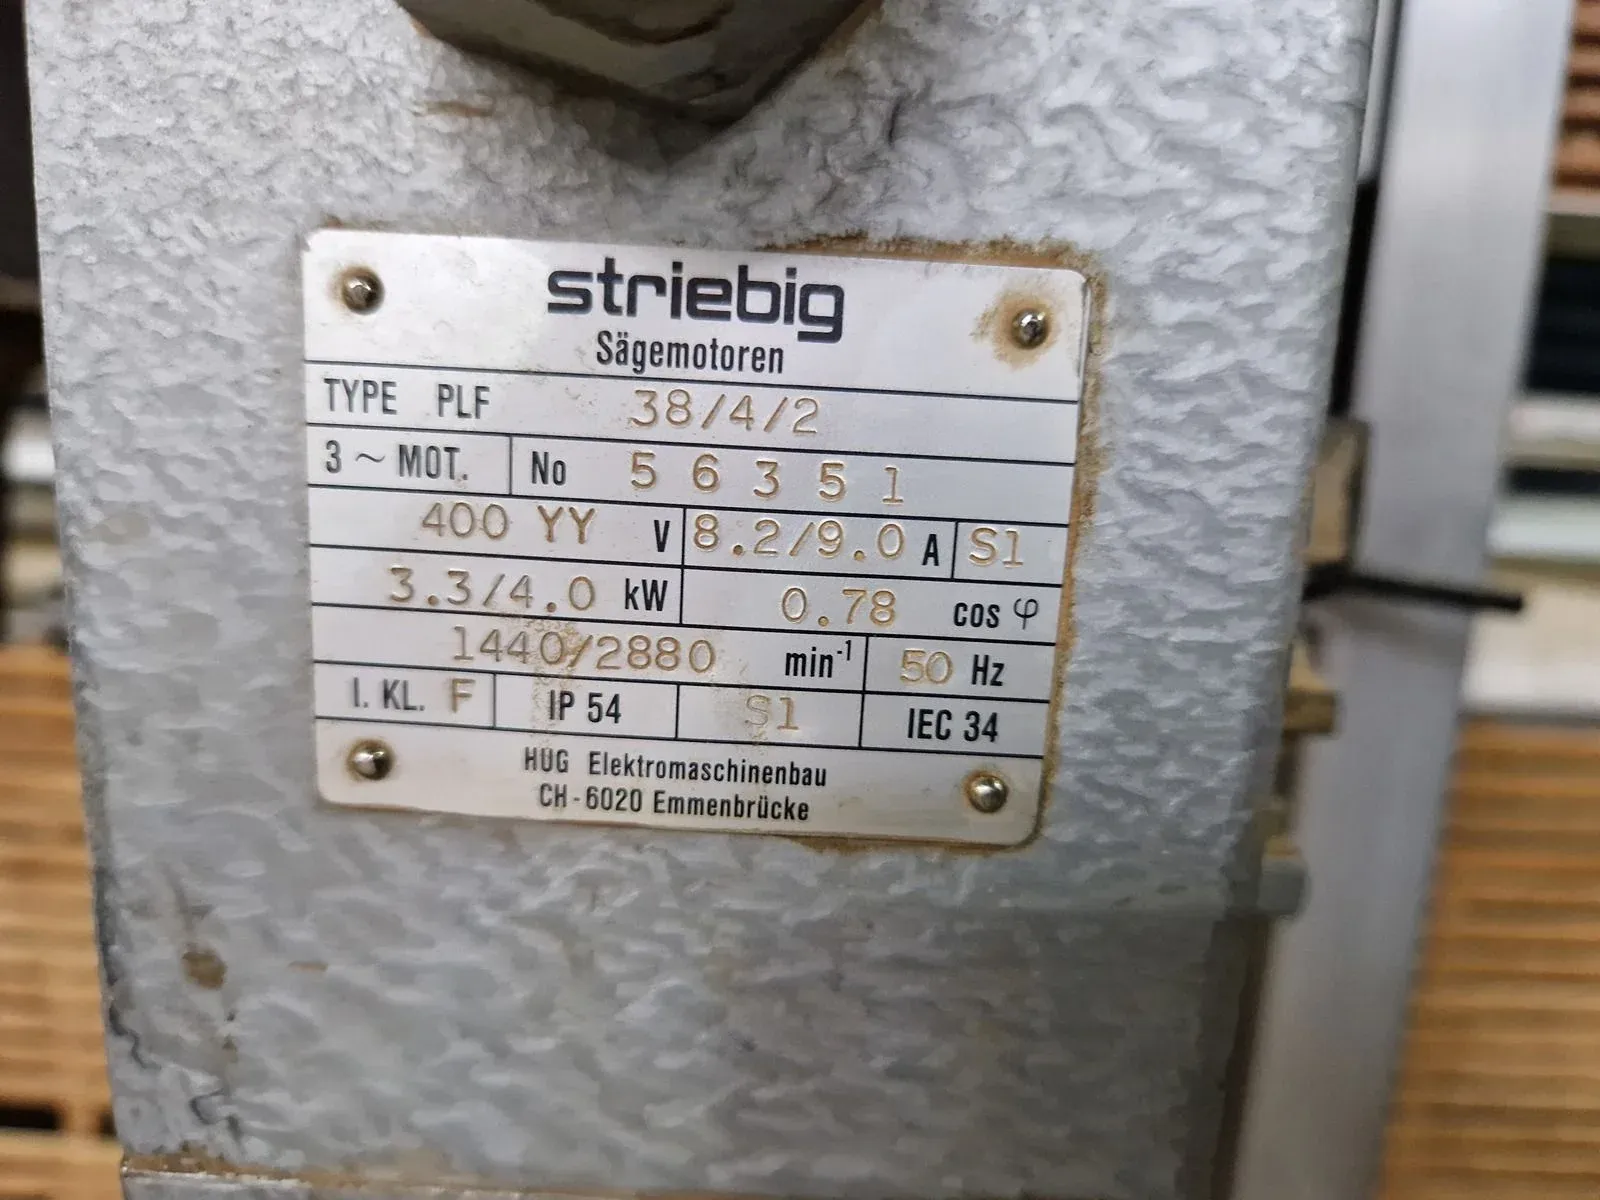 striebig
Sägemotoren
TYPE PLF 38/4/2
3 ~ MOT. No 5 6 3 5 1
400 YY V 8.2/9.0 A S1
3.3/4.0 kW 0.78 cos φ
1440/2880 min⁻¹ 50 Hz
I. KL. F IP 54 S1 IEC 34
HÜG Elektromaschinenbau
CH-6020 Emmenbrücke